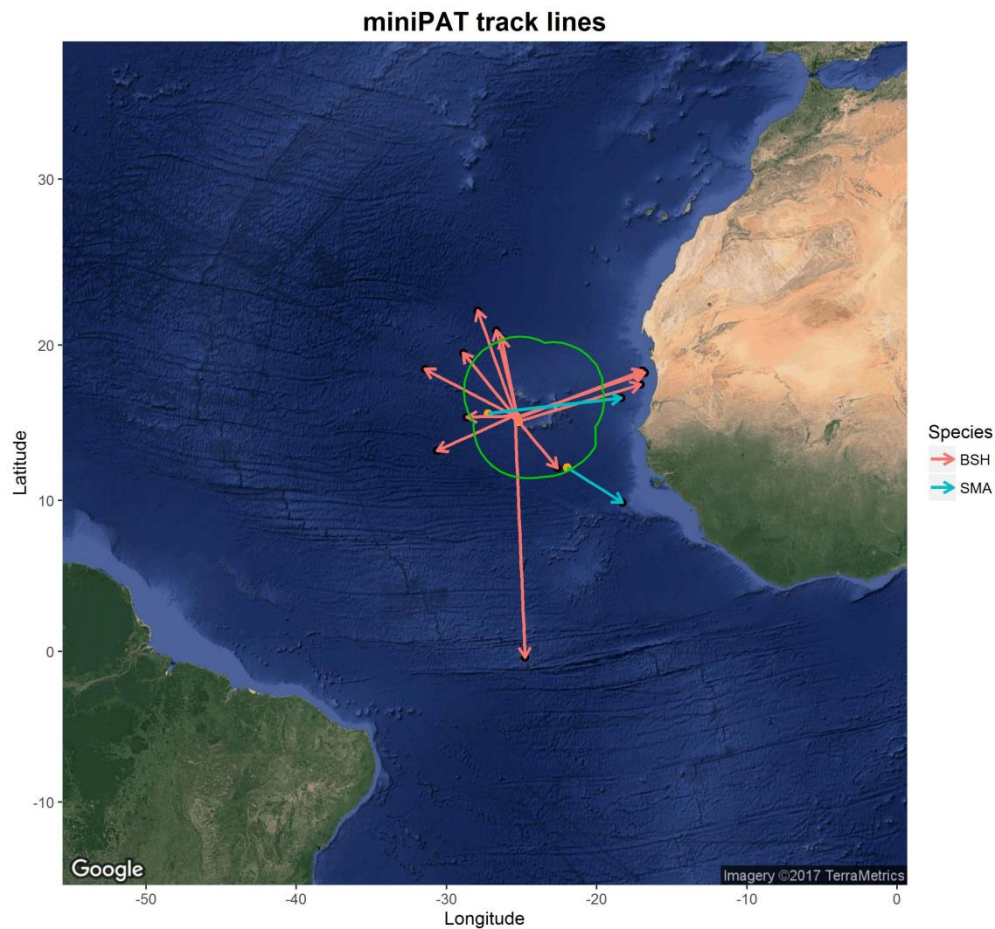 miniPAT track lines
Latitude
30
20
10
0
-10
Species
BSH
SMA
Google
Imagery ©2017 TerraMetrics
-50 -40 -30 -20 -10 0
Longitude